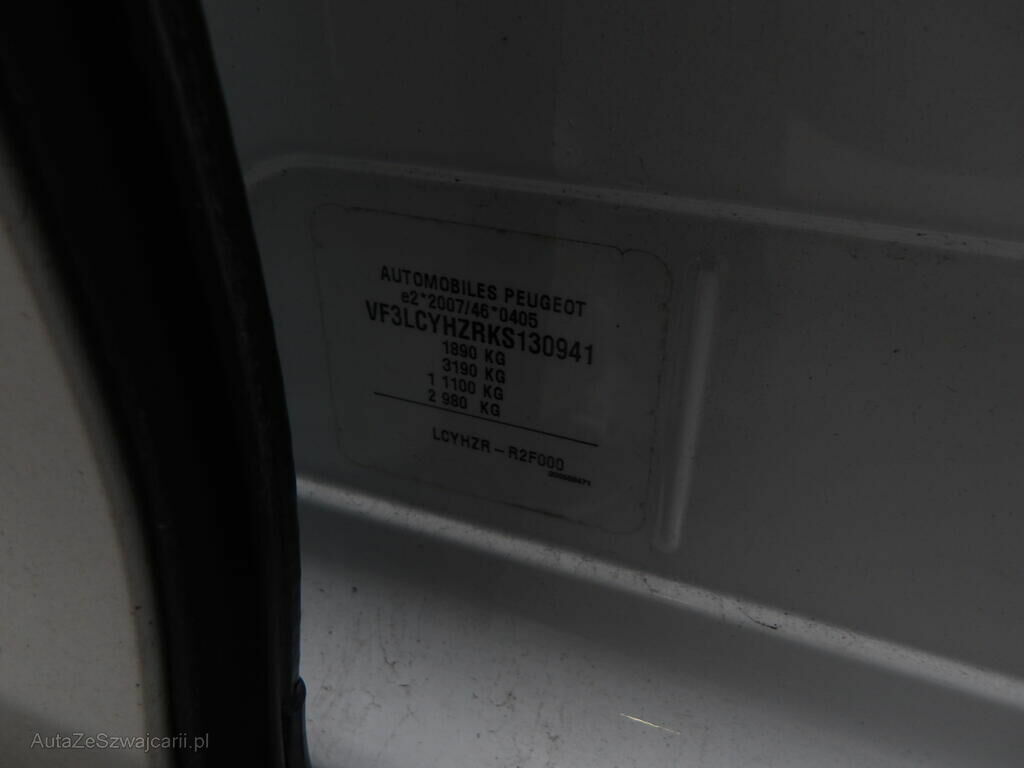 AUTOMOBILES PEUGEOT
e2*2007/46*0405
VF3LCYHZRKS130941
1890 KG
3190 KG
1 1100 KG
2 980 KG
LCYHZR - R2F000
AutaZeSzwajcarii.pl